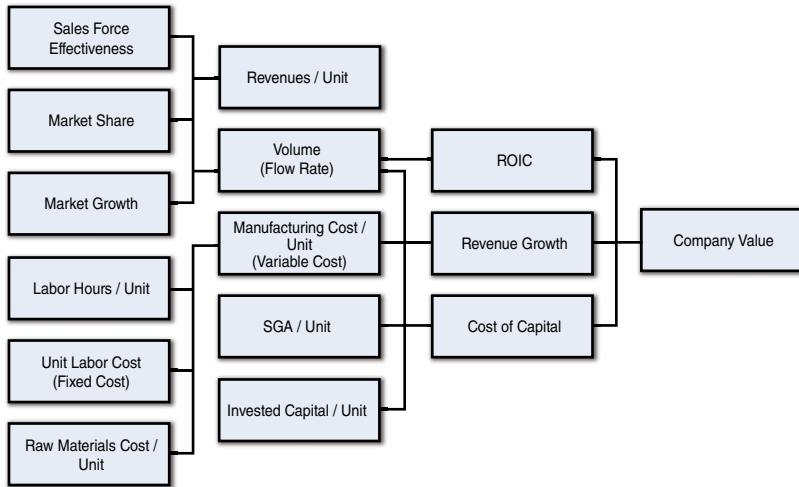 Sales Force
Effectiveness
Market Share
Market Growth
Labor Hours / Unit
Unit Labor Cost
(Fixed Cost)
Raw Materials Cost /
Unit
Revenues / Unit
Volume
(Flow Rate)
Manufacturing Cost /
Unit
(Variable Cost)
SGA / Unit
Invested Capital / Unit
ROIC
Revenue Growth
Cost of Capital
Company Value